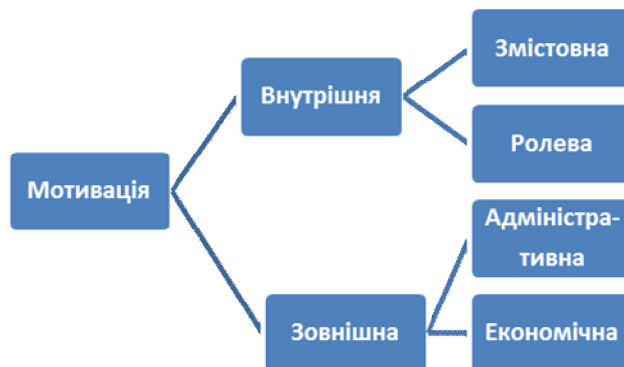 Мотивація
Внутрішня
Змістовна
Ролева
Зовнішна
Адміністра-
тивна
Економічна